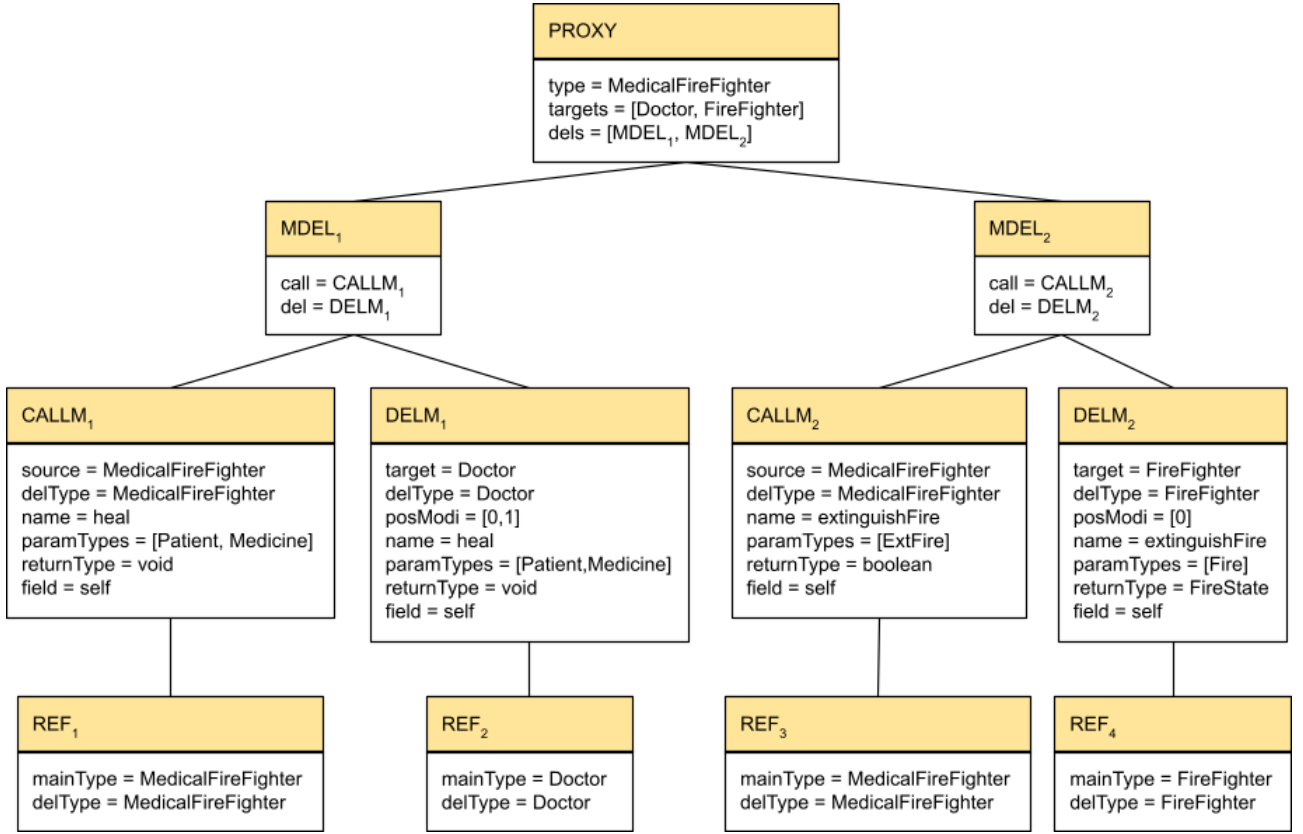 PROXY
type = MedicalFireFighter
targets = [Doctor, FireFighter]
dels = [MDEL₁, MDEL₂]
MDEL₁
call = CALLM₁
del = DELM₁
MDEL₂
call = CALLM₂
del = DELM₂
CALLM₁
source = MedicalFireFighter
delType = MedicalFireFighter
name = heal
paramTypes = [Patient, Medicine]
returnType = void
field = self
DELM₁
target = Doctor
delType = Doctor
posModi = [0,1]
name = heal
paramTypes = [Patient,Medicine]
returnType = void
field = self
CALLM₂
source = MedicalFireFighter
delType = MedicalFireFighter
name = extinguishFire
paramTypes = [ExtFire]
returnType = boolean
field = self
DELM₂
target = FireFighter
delType = FireFighter
posModi = [0]
name = extinguishFire
paramTypes = [Fire]
returnType = FireState
field = self
REF₁
mainType = MedicalFireFighter
delType = MedicalFireFighter
REF₂
mainType = Doctor
delType = Doctor
REF₃
mainType = MedicalFireFighter
delType = MedicalFireFighter
REF₄
mainType = FireFighter
delType = FireFighter